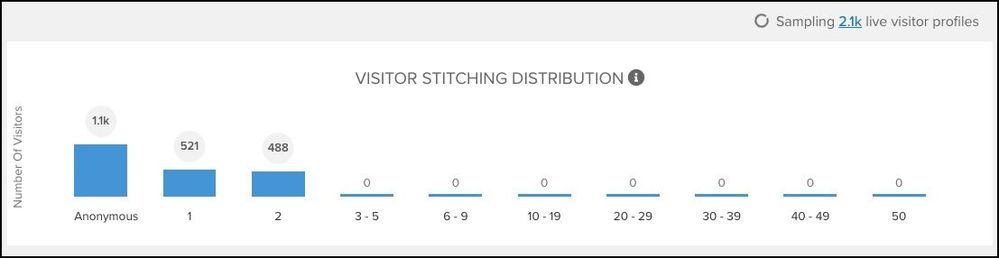 Sampling 2.1k live visitor profiles
VISITOR STITCHING DISTRIBUTION i
Number Of Visitors
1.1k 521 488 0 0 0 0 0 0 0
Anonymous 1 2 3 - 5 6 - 9 10 - 19 20 - 29 30 - 39 40 - 49 50